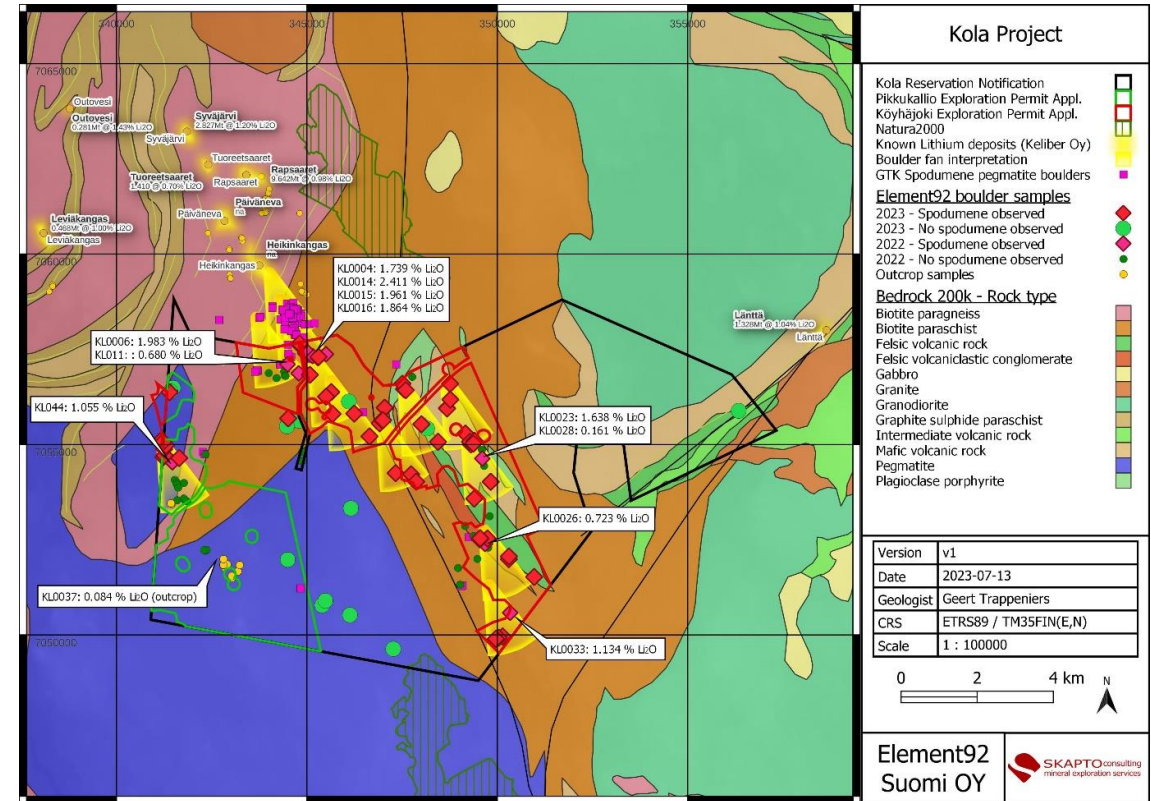 340000
345000
350000
355000
7065000
Outovesi
Outovesi
0.281Mt @ 1.43% Li2O
Syväjärvi
2.827Mt @ 1.20% Li2O
Syväjärvi
Tuoreetsaaret
Tuoreetsaaret
1.410 @ 0.70% Li2O
Rapsaaret
9.642Mt @ 0.98% Li2O
Rapsaaret
Päiväneva
na
Päiväneva
Leviäkangas
0.468Mt @ 1.00% Li2O
Leviäkangas
Heikinkangas
na
Heikinkangas
7060000
KL0004: 1.739 % Li2O
KL0014: 2.411 % Li2O
KL0015: 1.961 % Li2O
KL0016: 1.864 % Li2O
Länttä
1.328Mt @ 1.04% Li2O
Länttä
KL0006: 1.983 % Li2O
KL011: : 0.680 % Li2O
KL044: 1.055 % Li2O
KL0023: 1.638 % Li2O
KL0028: 0.161 % Li2O
7055000
KL0026: 0.723 % Li2O
KL0037: 0.084 % Li2O (outcrop)
7050000
KL0033: 1.134 % Li2O
Kola Project
Kola Reservation Notification
Pikkukallio Exploration Permit Appl.
Köyhäjoki Exploration Permit Appl.
Natura2000
Known Lithium deposits (Keliber Oy)
Boulder fan interpretation
GTK Spodumene pegmatite boulders
Element92 boulder samples
2023 - Spodumene observed
2023 - No spodumene observed
2022 - Spodumene observed
2022 - No spodumene observed
Outcrop samples
Bedrock 200k - Rock type
Biotite paragneiss
Biotite paraschist
Felsic volcanic rock
Felsic volcaniclastic conglomerate
Gabbro
Granite
Granodiorite
Graphite sulphide paraschist
Intermediate volcanic rock
Mafic volcanic rock
Pegmatite
Plagioclase porphyrite
Version v1
Date 2023-07-13
Geologist Geert Trappeniers
CRS ETRS89 / TM35FIN(E,N)
Scale 1 : 100000
0 2 4 km N
Element92
Suomi OY
SKAPTO consulting
mineral exploration services